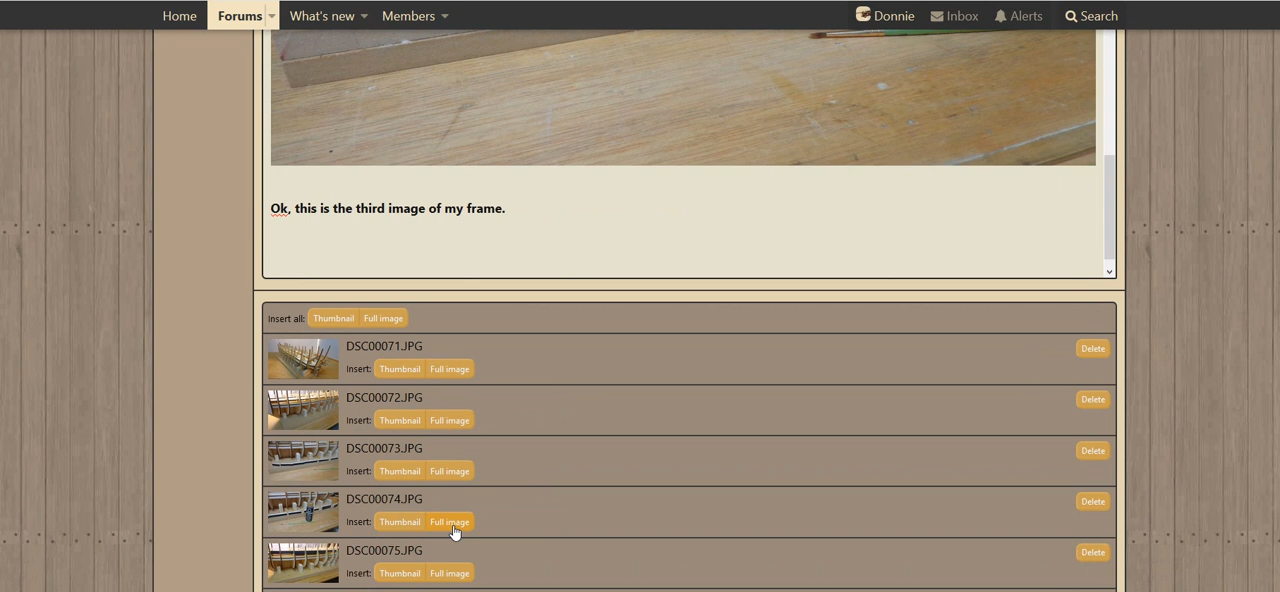 Home Forums What's new Members Donnie Inbox Alerts Search
Ok, this is the third image of my frame.
Insert all: Thumbnail Full image
DSC00071.JPG
Delete
Insert: Thumbnail Full image
DSC00072.JPG
Delete
Insert: Thumbnail Full image
DSC00073.JPG
Delete
Insert: Thumbnail Full image
DSC00074.JPG
Delete
Insert: Thumbnail Full image
DSC00075.JPG
Delete
Insert: Thumbnail Full image